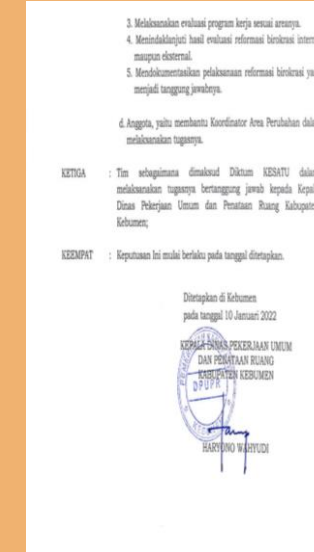 3. Melaksanakan evaluasi program kerja sesuai areanya.
4. Menindaklanjuti hasil evaluasi reformasi birokrasi intern
maupun eksternal.
5. Mendokumentasikan pelaksanaan reformasi birokrasi ya
menjadi tanggung jawabnya.
d. Anggota, yaitu membantu Koordinator Area Perubahan dala
melaksanakan tugasnya.
KETIGA : Tim sebagaimana dimaksud Diktum KESATU dala
melaksanakan tugasnya bertanggung jawab kepada Kepal
Dinas Pekerjaan Umum dan Penataan Ruang Kabupate
Kebumen;
KEEMPAT : Keputusan Ini mulai berlaku pada tanggal ditetapkan.
Ditetapkan di Kebumen
pada tanggal 10 Januari 2022
KEPALA DINAS PEKERJAAN UMUM
DAN PENATAAN RUANG
KABUPATEN KEBUMEN
DPUPR
HARYONO WAHYUDI